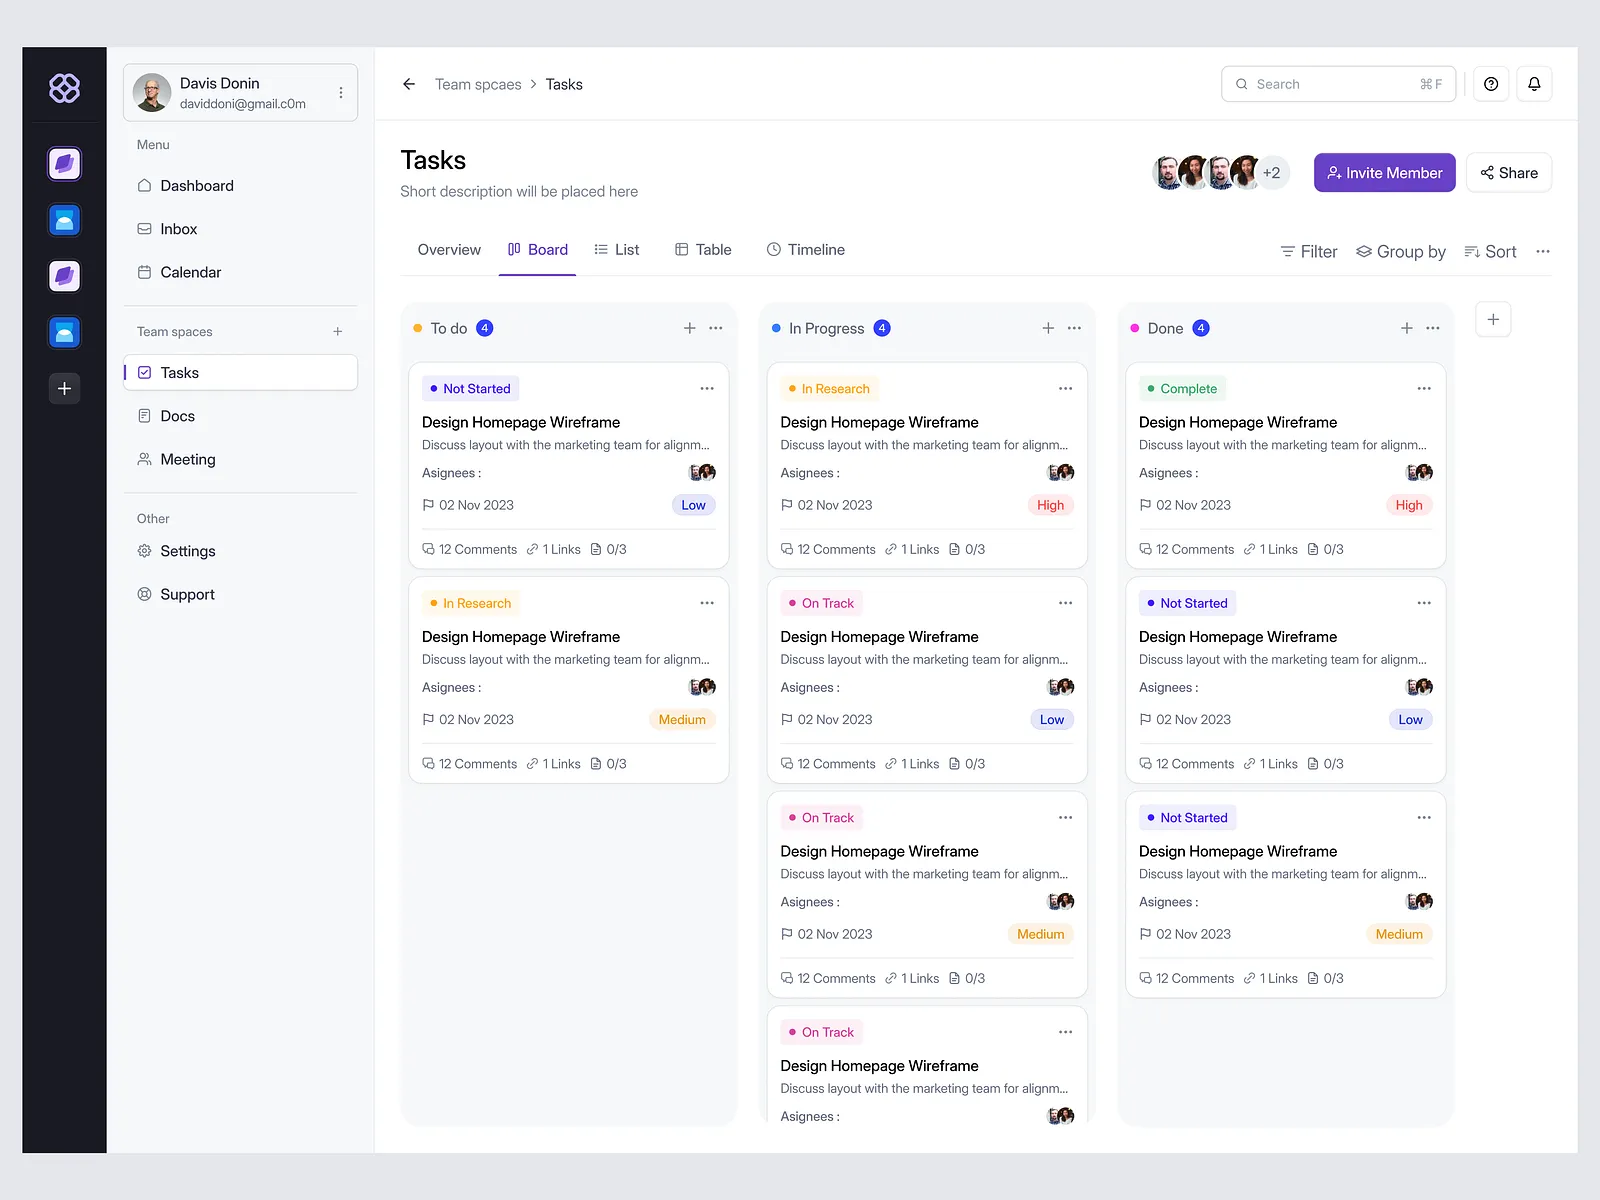 Davis Donin
daviddoni@gmail.c0m
Menu
Dashboard
Inbox
Calendar
Team spaces
Tasks
Docs
Meeting
Other
Settings
Support
Team spcaes > Tasks
Search ⌘ F
Tasks
Short description will be placed here
+2
Invite Member
Share
Overview
Board
List
Table
Timeline
Filter
Group by
Sort
To do 4
Not Started
Design Homepage Wireframe
Discuss layout with the marketing team for alignm...
Asignees :
02 Nov 2023 Low
12 Comments 1 Links 0/3
In Research
Design Homepage Wireframe
Discuss layout with the marketing team for alignm...
Asignees :
02 Nov 2023 Medium
12 Comments 1 Links 0/3
In Progress 4
In Research
Design Homepage Wireframe
Discuss layout with the marketing team for alignm...
Asignees :
02 Nov 2023 High
12 Comments 1 Links 0/3
On Track
Design Homepage Wireframe
Discuss layout with the marketing team for alignm...
Asignees :
02 Nov 2023 Low
12 Comments 1 Links 0/3
On Track
Design Homepage Wireframe
Discuss layout with the marketing team for alignm...
Asignees :
02 Nov 2023 Medium
12 Comments 1 Links 0/3
On Track
Design Homepage Wireframe
Discuss layout with the marketing team for alignm...
Asignees :
Done 4
Complete
Design Homepage Wireframe
Discuss layout with the marketing team for alignm...
Asignees :
02 Nov 2023 High
12 Comments 1 Links 0/3
Not Started
Design Homepage Wireframe
Discuss layout with the marketing team for alignm...
Asignees :
02 Nov 2023 Low
12 Comments 1 Links 0/3
Not Started
Design Homepage Wireframe
Discuss layout with the marketing team for alignm...
Asignees :
02 Nov 2023 Medium
12 Comments 1 Links 0/3